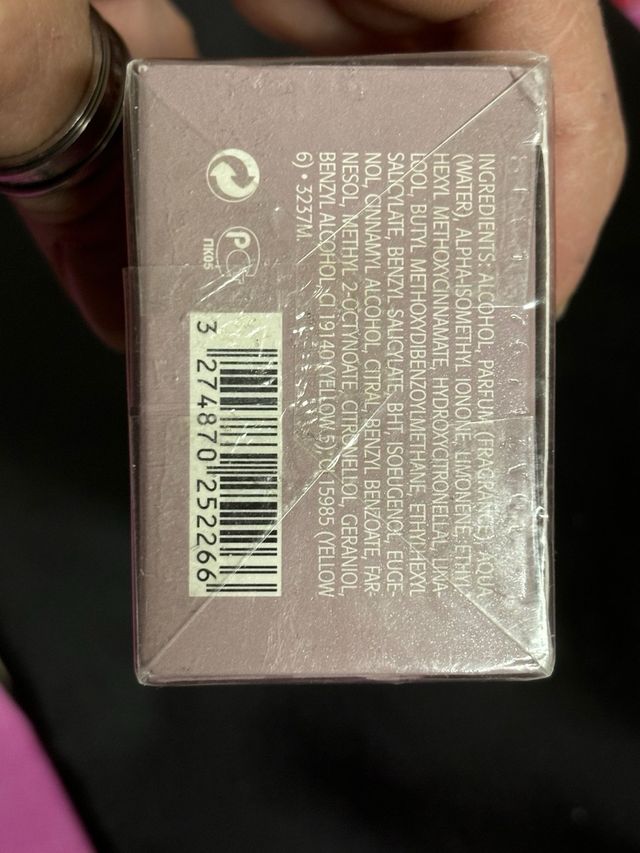 INGREDIENTS: ALCOHOL, PARFUM (FRAGRANCE), AQUA
(WATER), ALPHA-ISOMETHYL IONONE, LIMONENE, ETHYL-
HEXYL METHOXYCINNAMATE, HYDROXYCITRONELLAL, LINA-
LOOL, BUTYL METHOXYDIBENZOYLMETHANE, ETHYLHEXYL
SALICYLATE, BENZYL SALICYLATE, BHT, ISOEUGENOL, EUGE-
NOL, CINNAMYL ALCOHOL, CITRAL, BENZYL BENZOATE, FAR-
NESOL, METHYL 2-OCTYNOATE, CITRONELLOL, GERANIOL,
BENZYL ALCOHOL, CI 19140 (YELLOW 5), CI 15985 (YELLOW
6) • 3237M.
ПК05
3 274870 252266